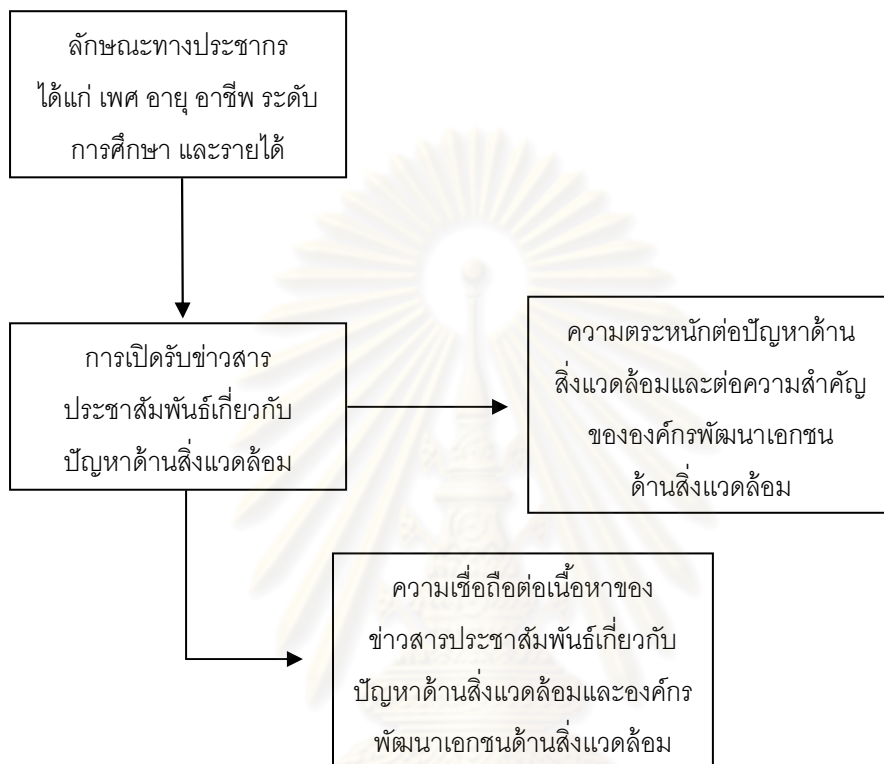 ลักษณะทางประชากร
ได้แก่ เพศ อายุ อาชีพ ระดับ
การศึกษา และรายได้
การเปิดรับข่าวสาร
ประชาสัมพันธ์เกี่ยวกับ
ปัญหาด้านสิ่งแวดล้อม
ความตระหนักต่อปัญหาด้าน
สิ่งแวดล้อมและต่อความสำคัญ
ขององค์กรพัฒนาเอกชน
ด้านสิ่งแวดล้อม
ความเชื่อถือต่อเนื้อหาของ
ข่าวสารประชาสัมพันธ์เกี่ยวกับ
ปัญหาด้านสิ่งแวดล้อมและองค์กร
พัฒนาเอกชนด้านสิ่งแวดล้อม